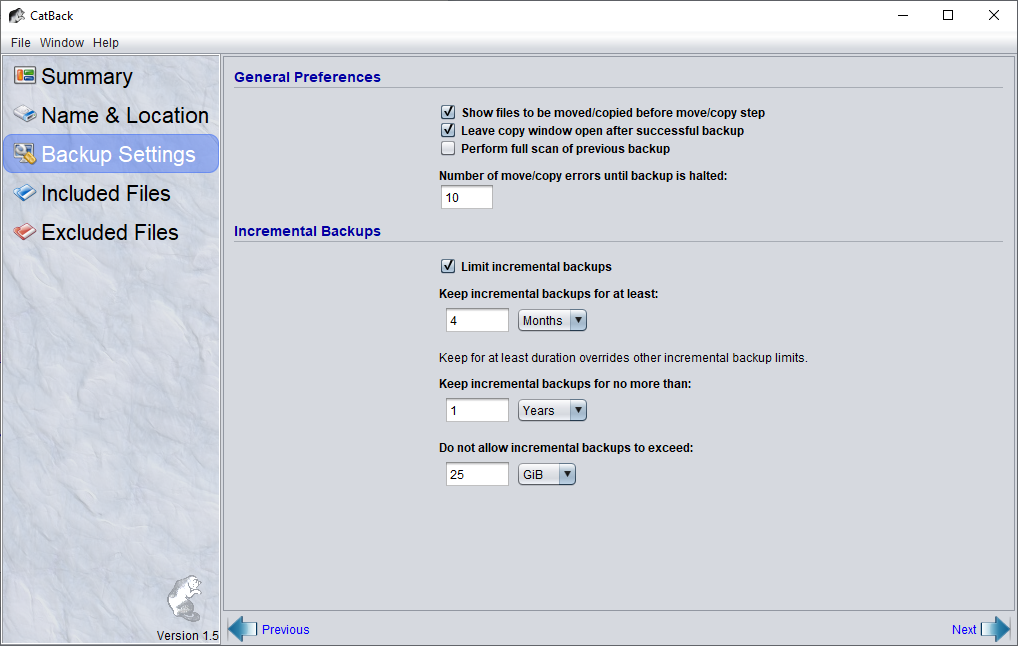 CatBack
File Window Help
Summary
Name & Location
Backup Settings
Included Files
Excluded Files
Version 1.5
General Preferences
Show files to be moved/copied before move/copy step
Leave copy window open after successful backup
Perform full scan of previous backup
Number of move/copy errors until backup is halted:
10
Incremental Backups
Limit incremental backups
Keep incremental backups for at least:
4 Months
Keep for at least duration overrides other incremental backup limits.
Keep incremental backups for no more than:
1 Years
Do not allow incremental backups to exceed:
25 GiB
Previous Next